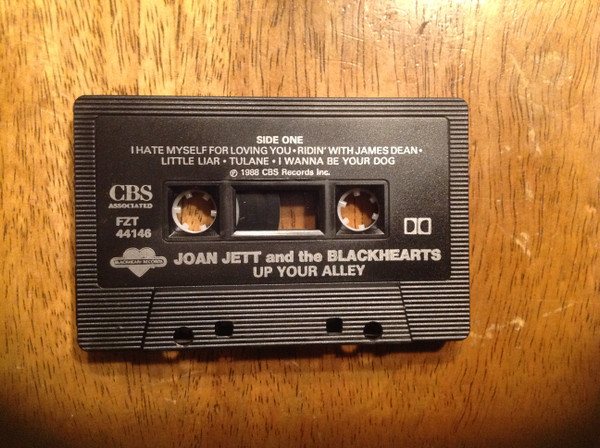 SIDE ONE
I HATE MYSELF FOR LOVING YOU • RIDIN' WITH JAMES DEAN •
LITTLE LIAR • TULANE • I WANNA BE YOUR DOG
℗ 1988 CBS Records Inc.
CBS
ASSOCIATED
FZT
44146
BLACKHEART RECORDS
JOAN JETT and the BLACKHEARTS
UP YOUR ALLEY